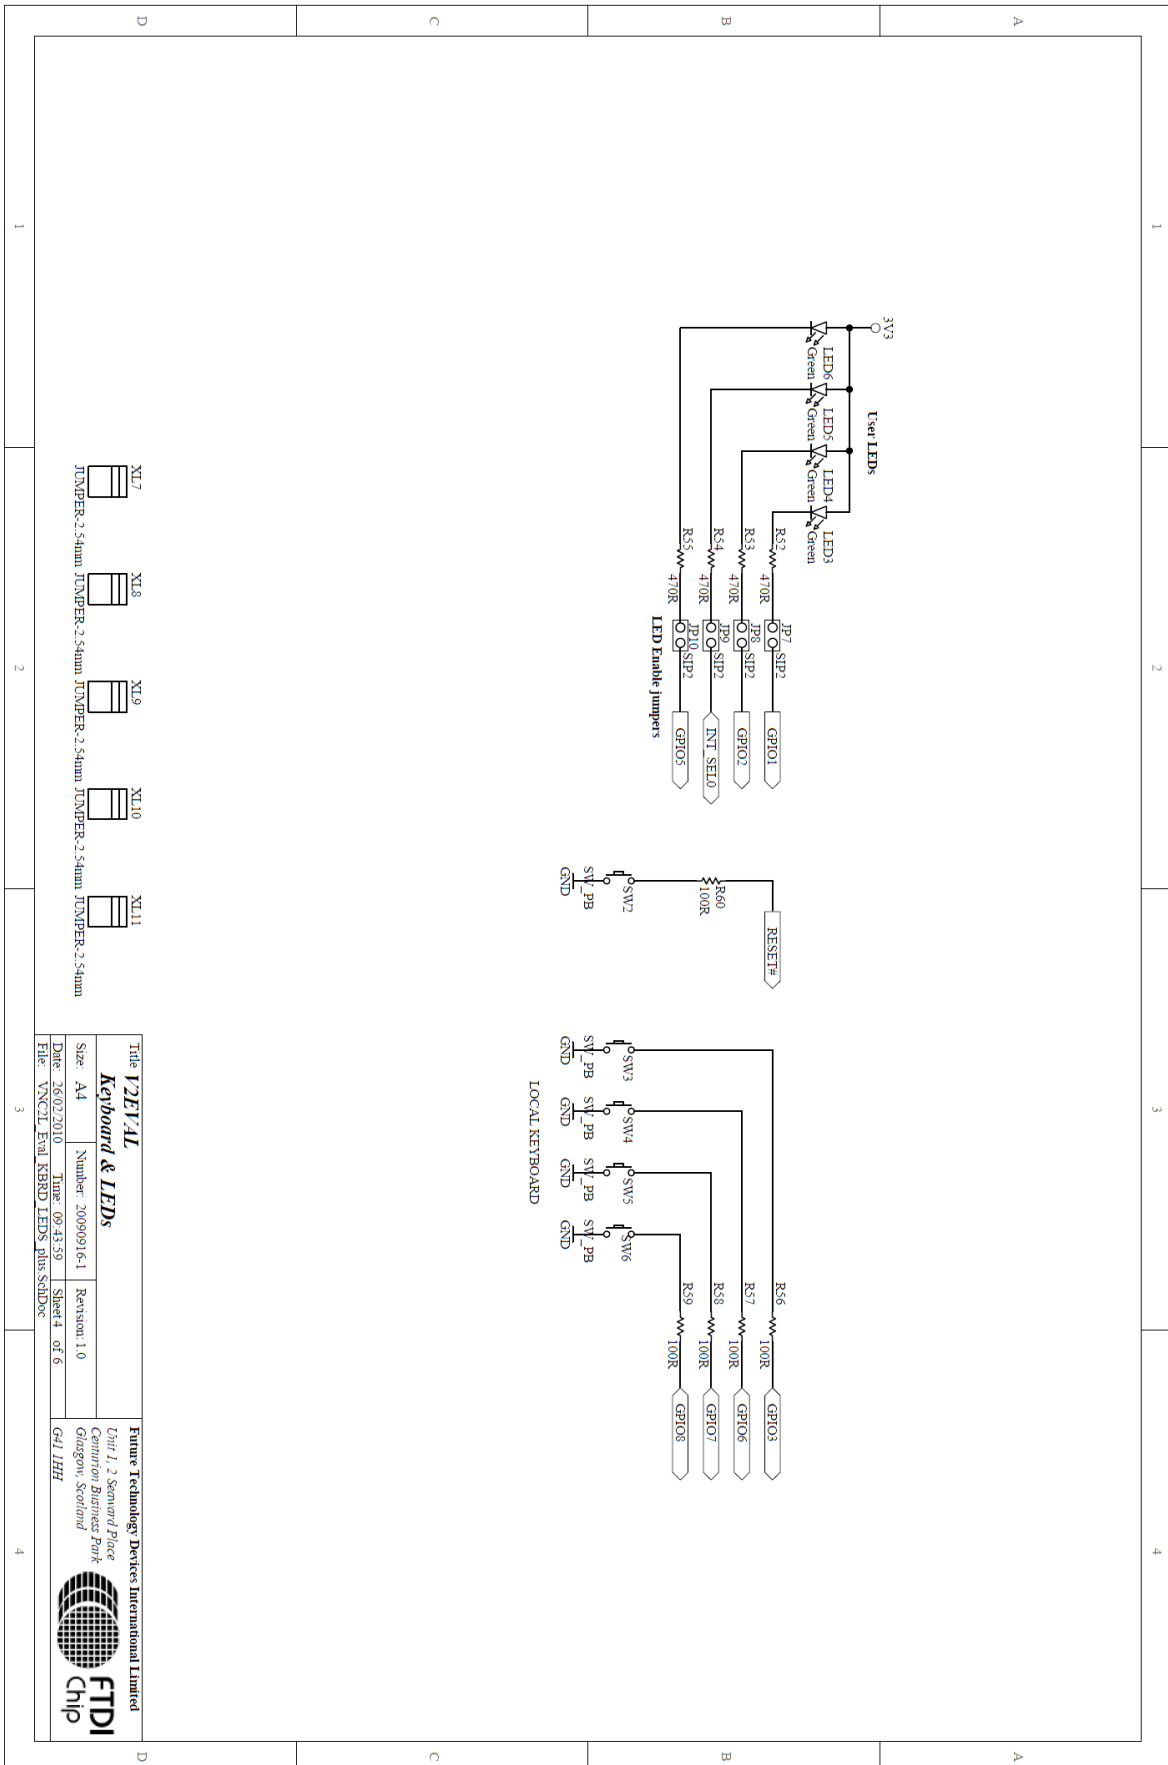 A
B
C
D
1
2
3
4
1
2
3
4
A
B
C
D
3V3
User LEDs
LED6
Green
LED5
Green
LED4
Green
LED3
Green
R52
470R
JP7
SIP2
GPIO1
R53
470R
JP8
SIP2
GPIO2
R54
470R
JP9
SIP2
INT_SEL0
R55
470R
JP10
SIP2
GPIO5
LED Enable jumpers
RESET#
R60
100R
SW2
SW_PB
GND
SW3
SW_PB
GND
SW4
SW_PB
GND
SW5
SW_PB
GND
SW6
SW_PB
GND
LOCAL KEYBOARD
R56
100R
GPIO3
R57
100R
GPIO6
R58
100R
GPIO7
R59
100R
GPIO8
XL7
JUMPER-2.54mm
XL8
JUMPER-2.54mm
XL9
JUMPER-2.54mm
XL10
JUMPER-2.54mm
XL11
JUMPER-2.54mm
Title V2EVAL
Keyboard & LEDs
Size: A4
Number: 20090916-1
Revision: 1.0
Date: 26/02/2010
Time: 09:43:59
Sheet 4 of 6
File: VNC2L_Eval_KBRD_LEDS_plus.SchDoc
Future Technology Devices International Limited
Unit 1, 2 Seaward Place
Centurion Business Park
Glasgow, Scotland
G41 1HH
FTDI
Chip